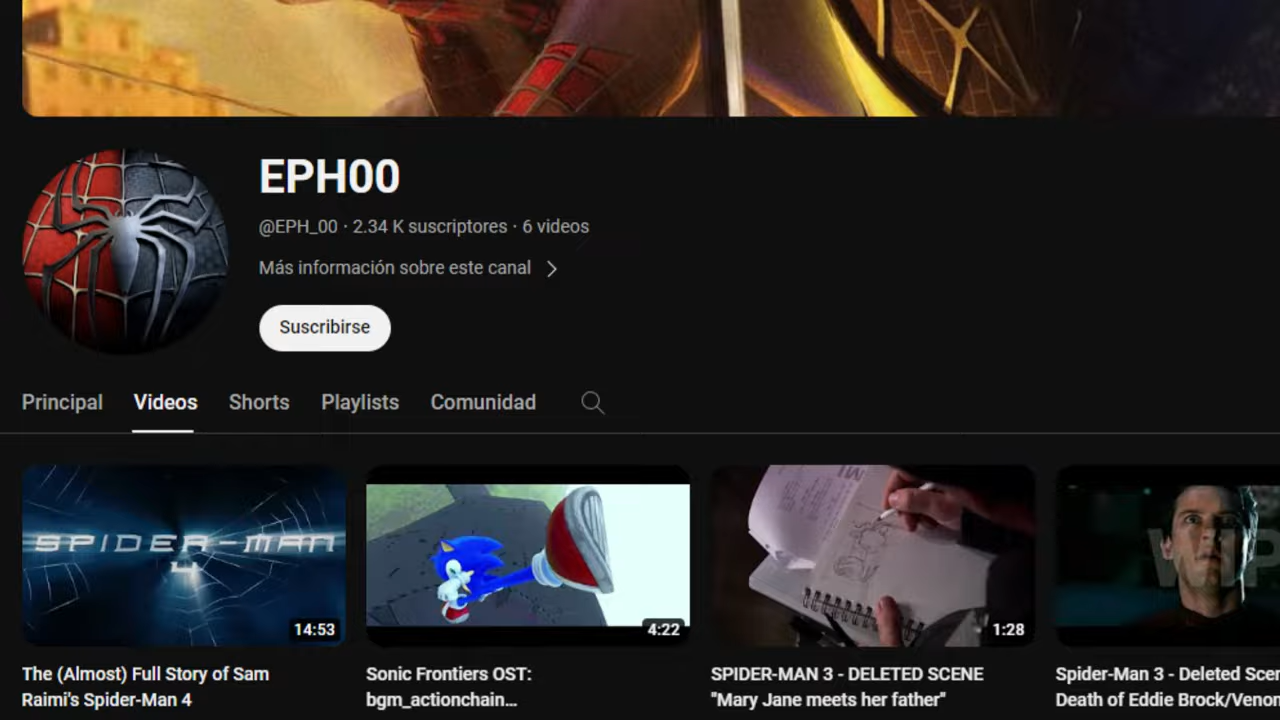 EPH00
@EPH_00 · 2.34 K suscriptores · 6 videos
Más información sobre este canal
Suscribirse
Principal Videos Shorts Playlists Comunidad
SPIDER-MAN
4
14:53
4:22
1:28
The (Almost) Full Story of Sam
Raimi's Spider-Man 4
Sonic Frontiers OST:
bgm_actionchain...
SPIDER-MAN 3 - DELETED SCENE
"Mary Jane meets her father"
Spider-Man 3 - Deleted
Death of Eddie